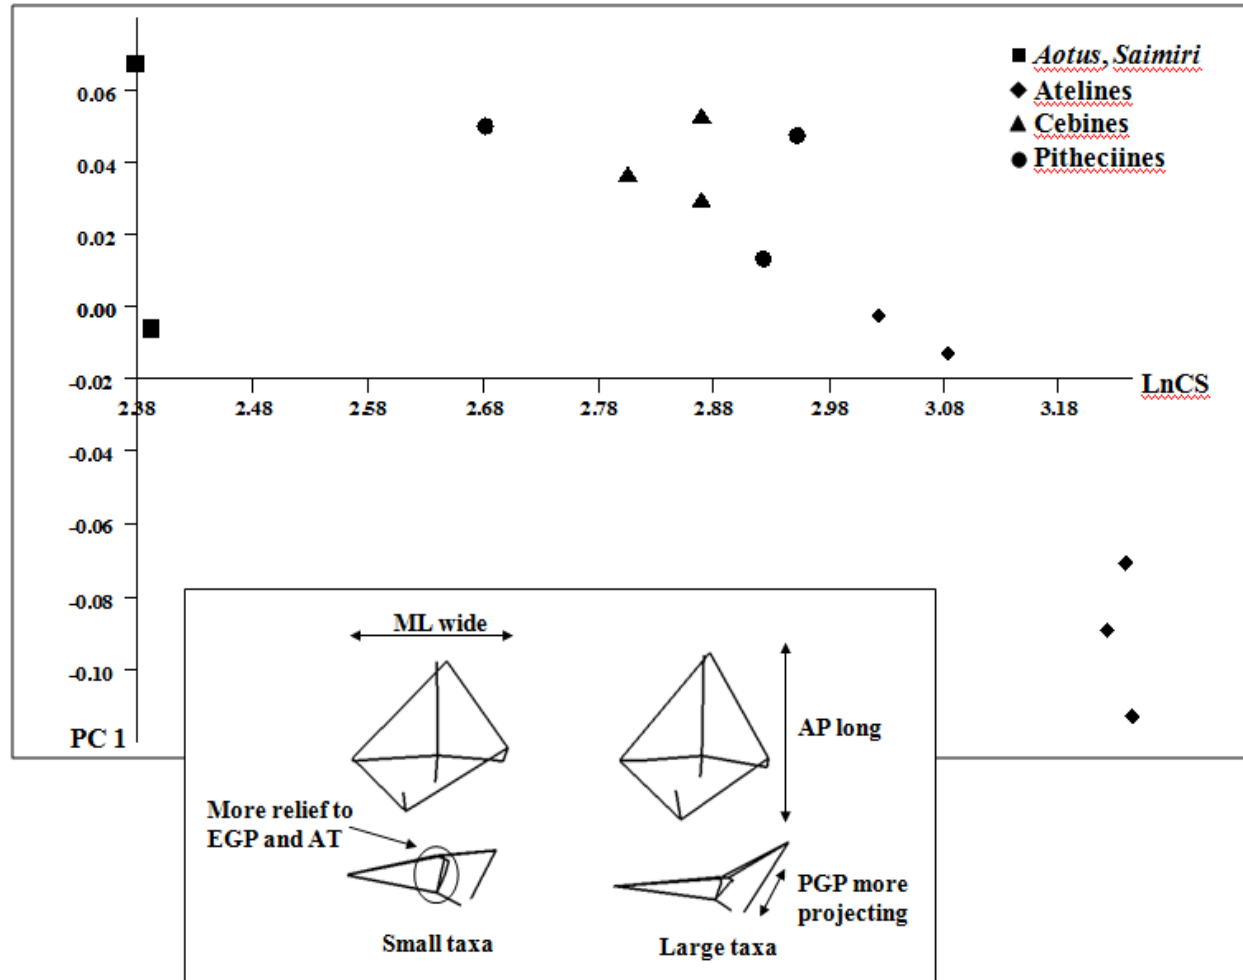 Aotus, Saimiri
Atelines
Cebines
Pitheciines
0.06
0.04
0.02
0.00
-0.02
-0.04
-0.06
-0.08
-0.10
PC 1
2.38 2.48 2.58 2.68 2.78 2.88 2.98 3.08 3.18
LnCS
ML wide
AP long
More relief to
EGP and AT
PGP more
projecting
Small taxa
Large taxa